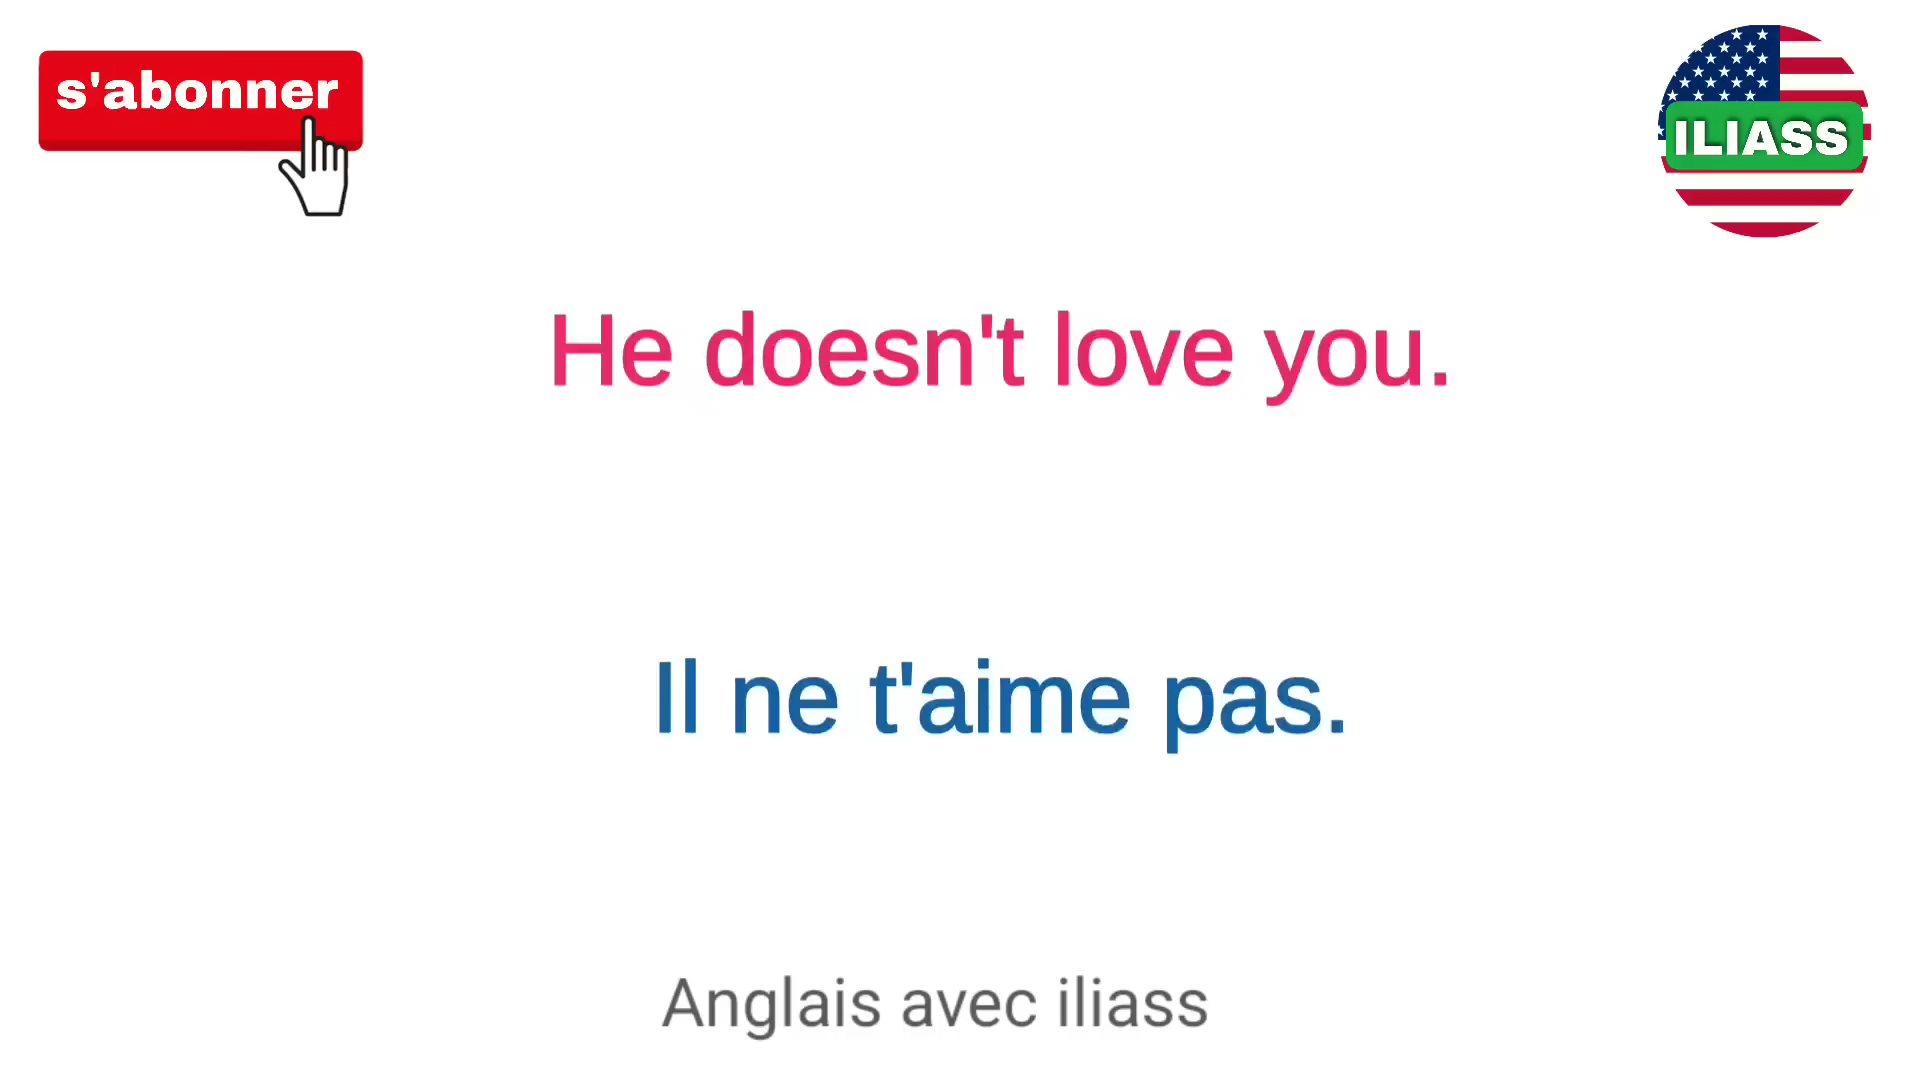 s'abonner
ILIASS
He doesn't love you.
Il ne t'aime pas.
Anglais avec iliass